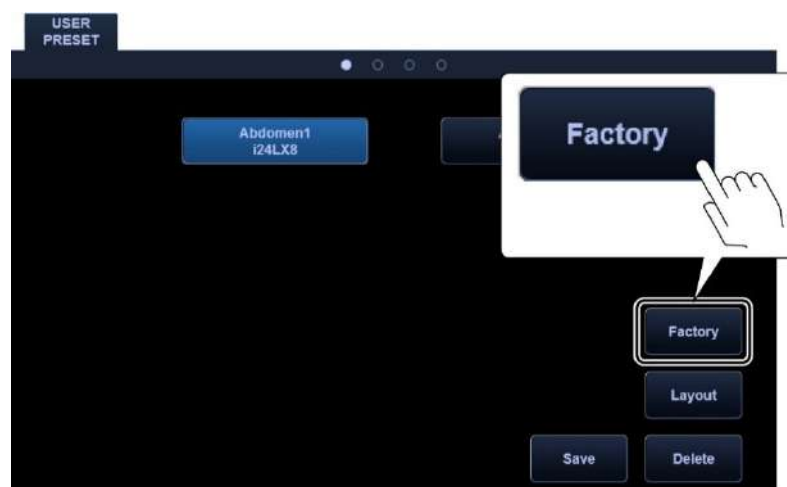 USER
PRESET
Abdomen1
i24LX8
Factory
Factory
Layout
Save
Delete